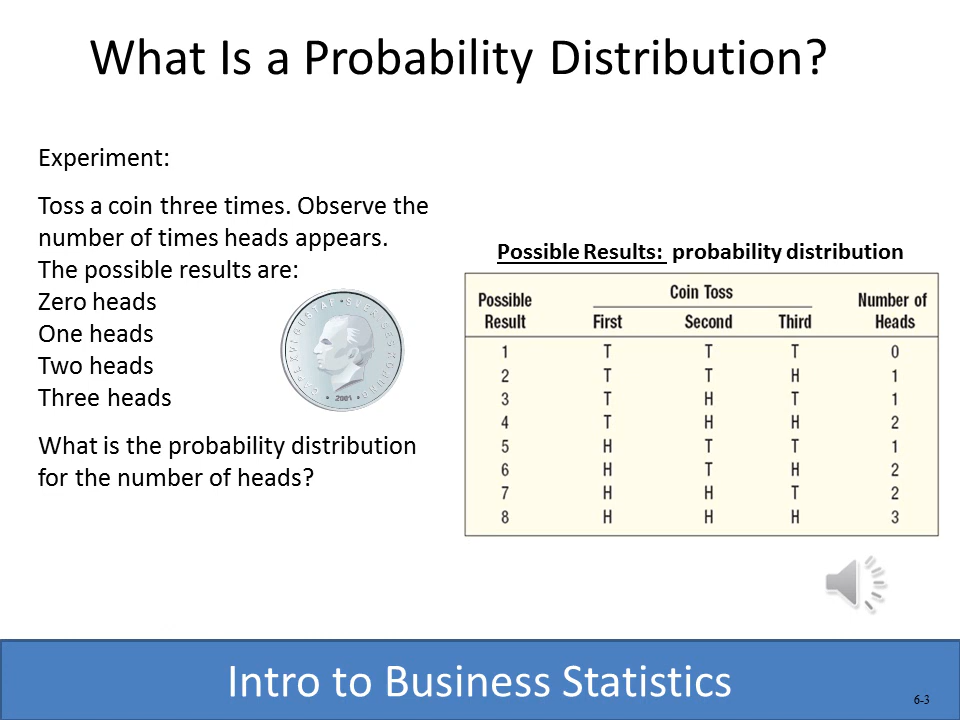 What Is a Probability Distribution?
Experiment:
Toss a coin three times. Observe the
number of times heads appears.
The possible results are:
Zero heads
One heads
Two heads
Three heads
What is the probability distribution
for the number of heads?
2001
Possible Results: probability distribution
Possible Result Coin Toss Number of Heads
First Second Third
1 T T T 0
2 T T H 1
3 T H T 1
4 T H H 2
5 H T T 1
6 H T H 2
7 H H T 2
8 H H H 3
Intro to Business Statistics
6-3